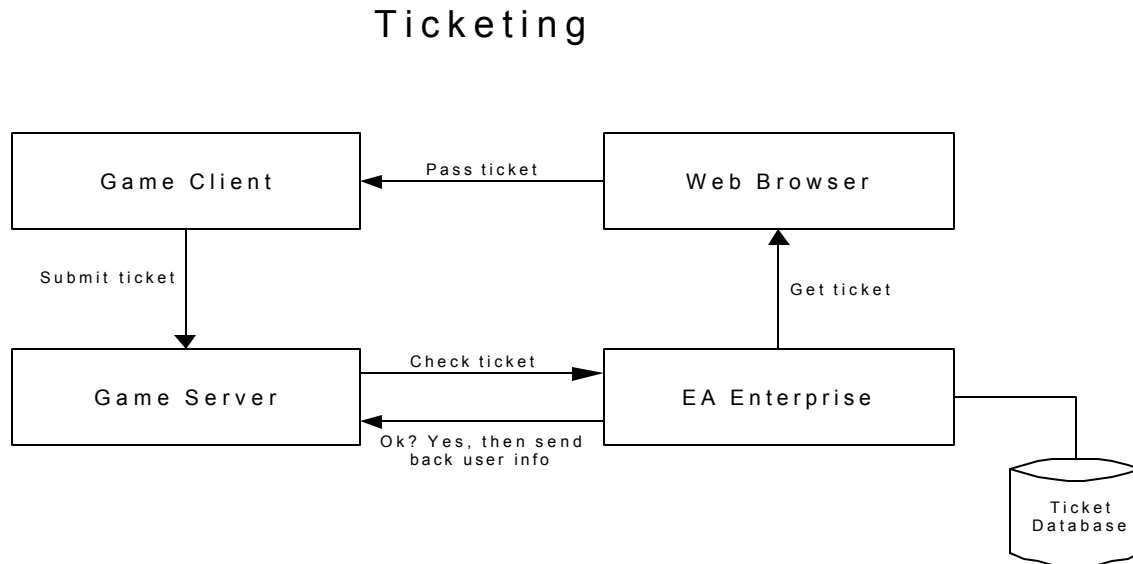 Ticketing
Game Client
Pass ticket
Web Browser
Submit ticket
Get ticket
Game Server
Check ticket
EA Enterprise
Ok? Yes, then send
back user info
Ticket
Database